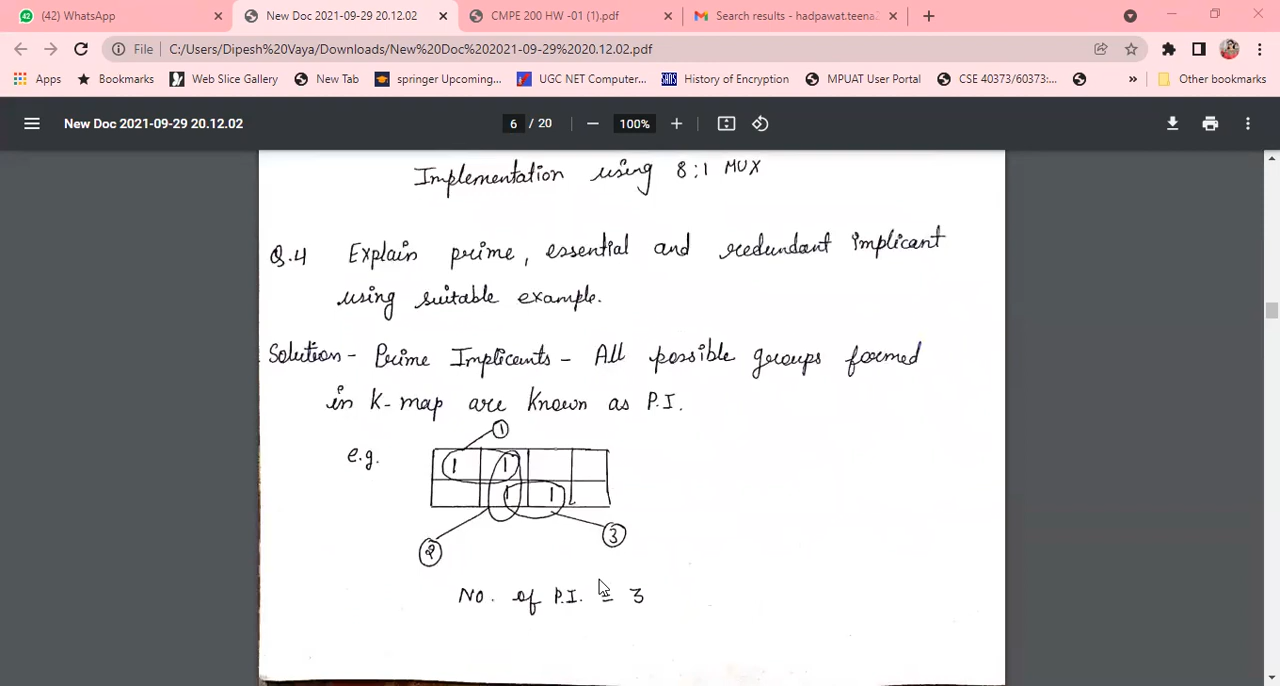 (42) WhatsApp
New Doc 2021-09-29 20.12.02
CMPE 200 HW -01 (1).pdf
Search results - hadpawat.teena
File C:/Users/Dipesh%20Vaya/Downloads/New%20Doc%202021-09-29%2020.12.02.pdf
Apps Bookmarks Web Slice Gallery New Tab springer Upcoming... UGC NET Computer... History of Encryption MPUAT User Portal CSE 40373/60373:... » Other bookmarks
New Doc 2021-09-29 20.12.02 6 / 20 100%
Implementation using 8:1 MUX
Q.4 Explain prime, essential and redundant implicant
using suitable example.
Solution - Prime Implicants - All possible groups formed
in K-map are known as P.I.
1
e.g.
1 1
1 1
2
3
No. of P.I. = 3